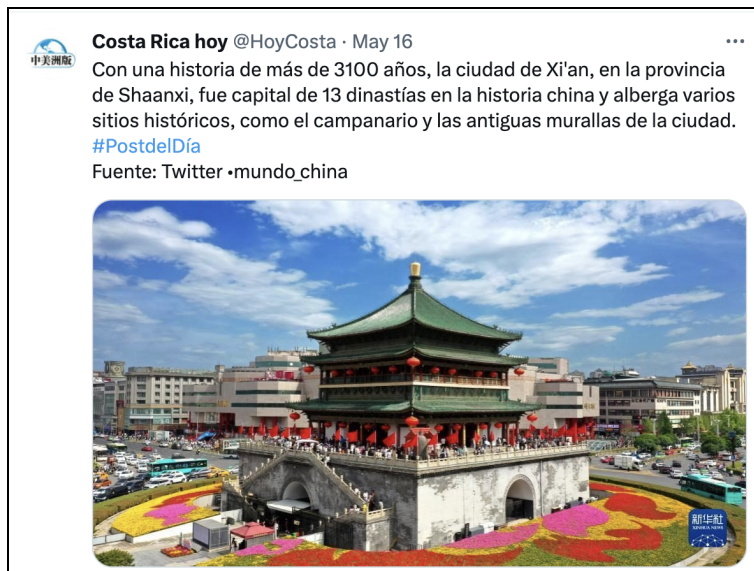 中美洲版
Costa Rica hoy @HoyCosta · May 16
Con una historia de más de 3100 años, la ciudad de Xi'an, en la provincia
de Shaanxi, fue capital de 13 dinastías en la historia china y alberga varios
sitios históricos, como el campanario y las antiguas murallas de la ciudad.
#PostdelDía
Fuente: Twitter •mundo_china
新华社
XINHUA NEWS